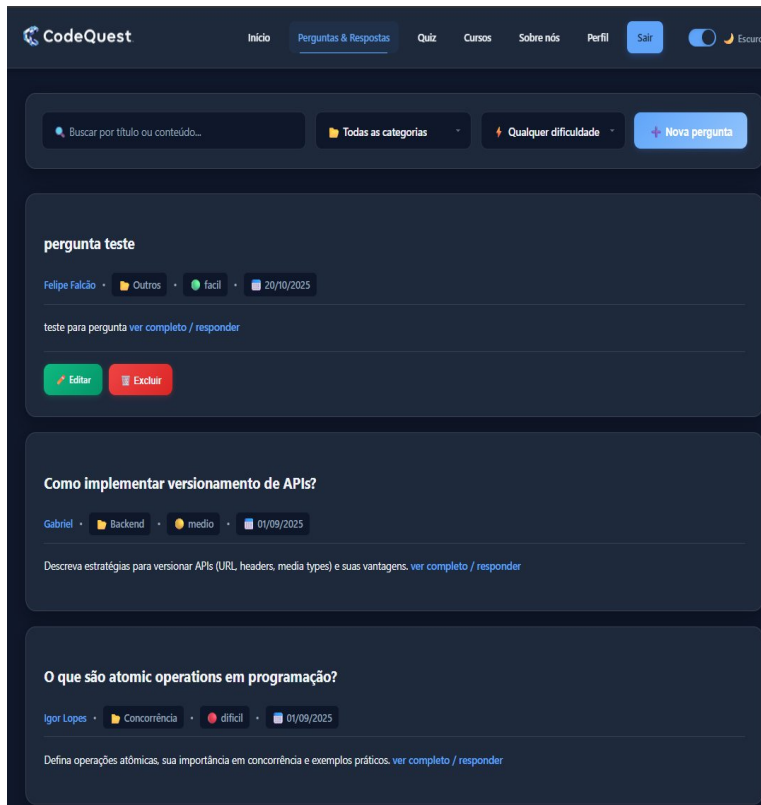 CodeQuest
Início Perguntas & Respostas Quiz Cursos Sobre nós Perfil Sair Escuro
Buscar por título ou conteúdo... Todas as categorias Qualquer dificuldade Nova pergunta
pergunta teste
Felipe Falcão • Outros • facil • 20/10/2025
teste para pergunta ver completo / responder
Editar Excluir
Como implementar versionamento de APIs?
Gabriel • Backend • medio • 01/09/2025
Descreva estratégias para versionar APIs (URL, headers, media types) e suas vantagens. ver completo / responder
O que são atomic operations em programação?
Igor Lopes • Concorrência • dificil • 01/09/2025
Defina operações atômicas, sua importância em concorrência e exemplos práticos. ver completo / responder